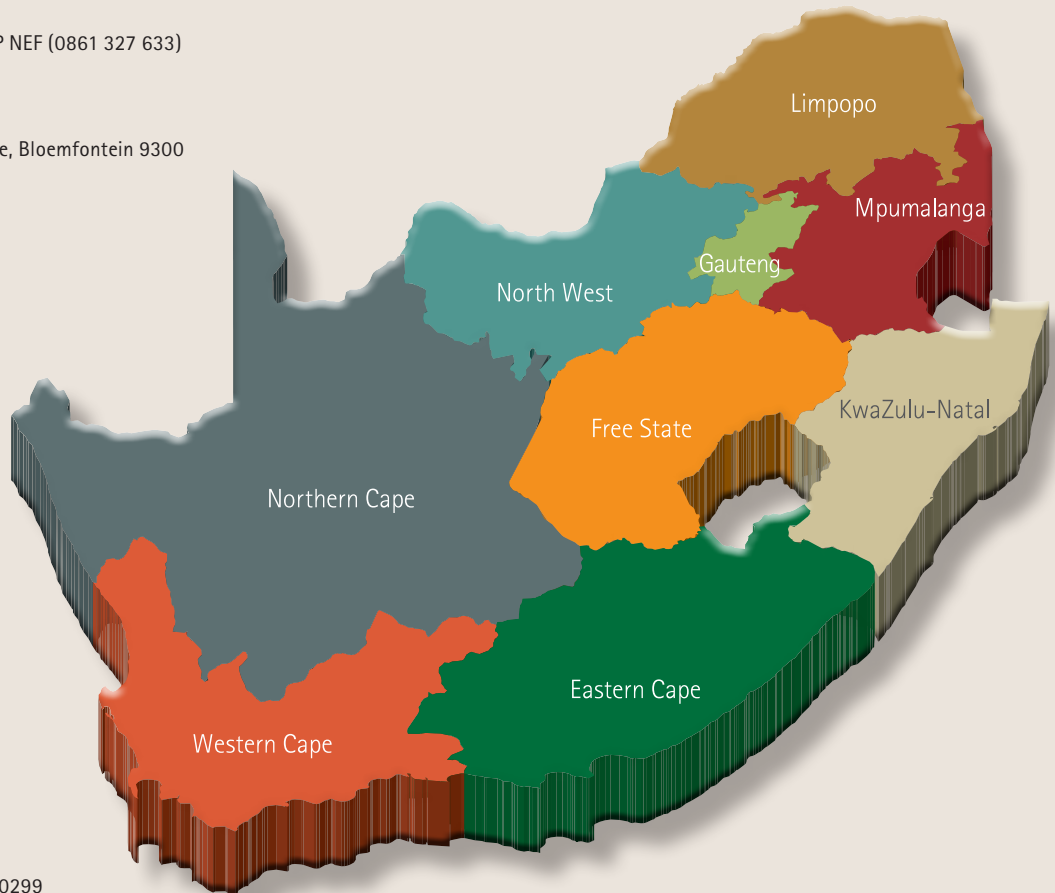 P NEF (0861 327 633)
e, Bloemfontein 9300
Limpopo
Mpumalanga
Gauteng
North West
KwaZulu-Natal
Free State
Northern Cape
Eastern Cape
Western Cape
0299